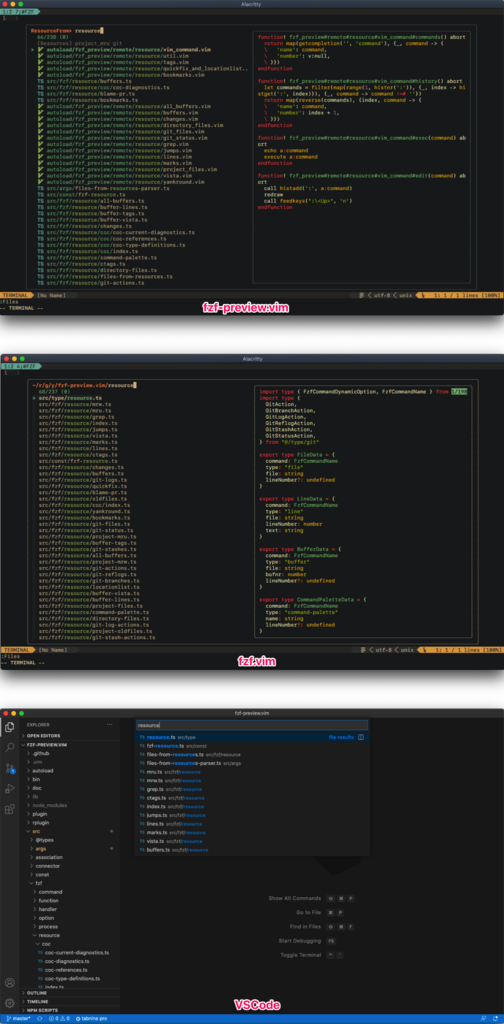 Alacritty
ResourceFrom> resource
66/238 (0)
[Resources] project_mru git
> autoload/fzf_preview/remote/resource/vim_command.vim
autoload/fzf_preview/remote/resource/util.vim
autoload/fzf_preview/remote/resource/tags.vim
autoload/fzf_preview/remote/resource/quickfix_and_locationlist..
autoload/fzf_preview/remote/resource/bookmarks.vim
TS src/fzf/resource/buffers.ts
TS src/fzf/resource/coc/coc-diagnostics.ts
TS src/fzf/resource/blame-pr.ts
TS src/fzf/resource/bookmarks.ts
autoload/fzf_preview/remote/resource/all_buffers.vim
autoload/fzf_preview/remote/resource/buffers.vim
autoload/fzf_preview/remote/resource/changes.vim
autoload/fzf_preview/remote/resource/directory_files.vim
autoload/fzf_preview/remote/resource/git_files.vim
autoload/fzf_preview/remote/resource/git_status.vim
autoload/fzf_preview/remote/resource/grep.vim
autoload/fzf_preview/remote/resource/jumps.vim
autoload/fzf_preview/remote/resource/lines.vim
autoload/fzf_preview/remote/resource/marks.vim
autoload/fzf_preview/remote/resource/project_files.vim
autoload/fzf_preview/remote/resource/vista.vim
autoload/fzf_preview/remote/resource/yankround.vim
TS src/args/files-from-resources-parser.ts
TS src/const/fzf-resource.ts
TS src/fzf/resource/all-buffers.ts
TS src/fzf/resource/buffer-lines.ts
TS src/fzf/resource/buffer-tags.ts
TS src/fzf/resource/buffer-vista.ts
TS src/fzf/resource/changes.ts
TS src/fzf/resource/coc/coc-current-diagnostics.ts
TS src/fzf/resource/coc/coc-references.ts
TS src/fzf/resource/coc/coc-type-definitions.ts
TS src/fzf/resource/coc/index.ts
TS src/fzf/resource/command-palette.ts
TS src/fzf/resource/ctags.ts
TS src/fzf/resource/directory-files.ts
TS src/fzf/resource/files-from-resources.ts
TS src/fzf/resource/git-actions.ts
function! fzf_preview#remote#resource#vim_command#commands() abort
return map(getcompletion('', 'command'), {_, command -> {
\ 'name': command,
\ 'number': v:null,
\ }})
endfunction
function! fzf_preview#remote#resource#vim_command#history() abort
let commands = filter(map(range(1, histnr(':')), {_, index -> hi
stget(':', index)}), {_, command -> command !=# ''})
return map(reverse(commands), {index, command -> {
\ 'name': command,
\ 'number': index + 1,
\ }})
endfunction
function! fzf_preview#remote#resource#vim_command#exec(command) ab
ort
echo a:command
execute a:command
endfunction
function! fzf_preview#remote#resource#vim_command#edit(command) ab
ort
call histadd(':', a:command)
redraw
call feedkeys(":\<Up>", 'n')
endfunction
TERMINAL [No Name] utf-8 < unix 1: 1/ 1 lines [100%]
:Files
-- TERMINAL --
fzf-preview.vim
Alacritty
~/r/g/y/fzf-preview.vim/resource
68/237 (0)
> src/type/resource.ts
src/fzf/resource/mrw.ts
src/fzf/resource/mru.ts
src/fzf/resource/grep.ts
src/fzf/resource/index.ts
src/fzf/resource/jumps.ts
src/fzf/resource/vista.ts
src/fzf/resource/marks.ts
src/fzf/resource/lines.ts
src/fzf/resource/ctags.ts
src/const/fzf-resource.ts
src/fzf/resource/changes.ts
src/fzf/resource/buffers.ts
src/fzf/resource/git-logs.ts
src/fzf/resource/quickfix.ts
src/fzf/resource/blame-pr.ts
src/fzf/resource/oldfiles.ts
src/fzf/resource/coc/index.ts
src/fzf/resource/yankround.ts
src/fzf/resource/bookmarks.ts
src/fzf/resource/git-files.ts
src/fzf/resource/git-status.ts
src/fzf/resource/project-mru.ts
src/fzf/resource/buffer-tags.ts
src/fzf/resource/git-stashes.ts
src/fzf/resource/all-buffers.ts
src/fzf/resource/project-mrw.ts
src/fzf/resource/git-actions.ts
src/fzf/resource/git-reflogs.ts
src/fzf/resource/git-branches.ts
src/fzf/resource/locationlist.ts
src/fzf/resource/buffer-vista.ts
src/fzf/resource/buffer-lines.ts
src/fzf/resource/project-files.ts
src/fzf/resource/command-palette.ts
src/fzf/resource/directory-files.ts
src/fzf/resource/git-log-actions.ts
src/fzf/resource/project-oldfiles.ts
src/fzf/resource/git-stash-actions.ts
import type { FzfCommandDynamicOption, FzfCommandName } from 1/198
import type {
GitAction,
GitBranchAction,
GitLogAction,
GitReflogAction,
GitStashAction,
GitStatusAction,
} from "@/type/git"
export type FileData = {
command: FzfCommandName
type: "file"
file: string
lineNumber?: undefined
}
export type LineData = {
command: FzfCommandName
type: "line"
file: string
lineNumber: number
text: string
}
export type BufferData = {
command: FzfCommandName
type: "buffer"
file: string
bufnr: number
lineNumber?: undefined
}
export type CommandPaletteData = {
command: FzfCommandName
type: "command-palette"
name: string
lineNumber?: undefined
}
TERMINAL [No Name] utf-8 < unix 1: 1/ 1 lines [100%]
:Files
-- TERMINAL --
fzf.vim
fzf-preview.vim
EXPLORER
OPEN EDITORS
FZF-PREVIEW.VIM
.github
.vim
autoload
bin
doc
lib
node_modules
plugin
rplugin
src
@types
args
association
connector
const
fzf
command
function
handler
option
process
resource
coc
coc-current-diagnostics.ts
coc-diagnostics.ts
coc-references.ts
coc-type-definitions.ts
index.ts
OUTLINE
TIMELINE
NPM SCRIPTS
resource
TS resource.ts src/type file results
TS fzf-resource.ts src/const
TS files-from-resources.ts src/fzf/resource
TS files-from-resources-parser.ts src/args
TS mru.ts src/fzf/resource
TS mrw.ts src/fzf/resource
TS grep.ts src/fzf/resource
TS ctags.ts src/fzf/resource
TS index.ts src/fzf/resource
TS jumps.ts src/fzf/resource
TS lines.ts src/fzf/resource
TS marks.ts src/fzf/resource
TS vista.ts src/fzf/resource
TS buffers.ts src/fzf/resource
Show All Commands ⇧ ⌘ P
Go to File ⌘ P
Find in Files ⇧ ⌘ F
Start Debugging F5
Toggle Terminal ⌃ `
master* 0 0 tabnine pro
VSCode